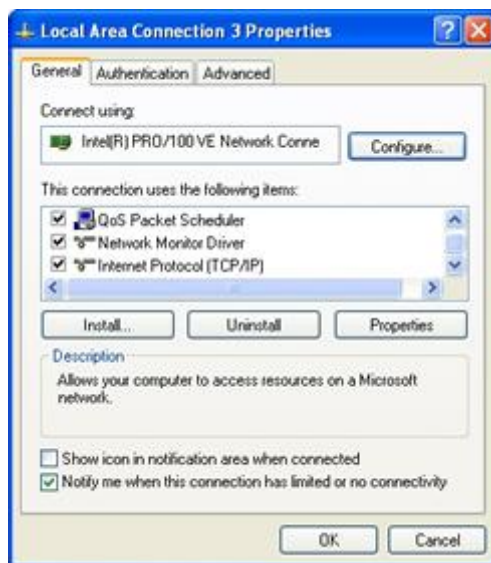 Local Area Connection 3 Properties
General Authentication Advanced
Connect using:
Intel(R) PRO/100 VE Network Conne
Configure...
This connection uses the following items:
QoS Packet Scheduler
Network Monitor Driver
Internet Protocol (TCP/IP)
Install... Uninstall Properties
Description
Allows your computer to access resources on a Microsoft
network.
Show icon in notification area when connected
Notify me when this connection has limited or no connectivity
OK Cancel